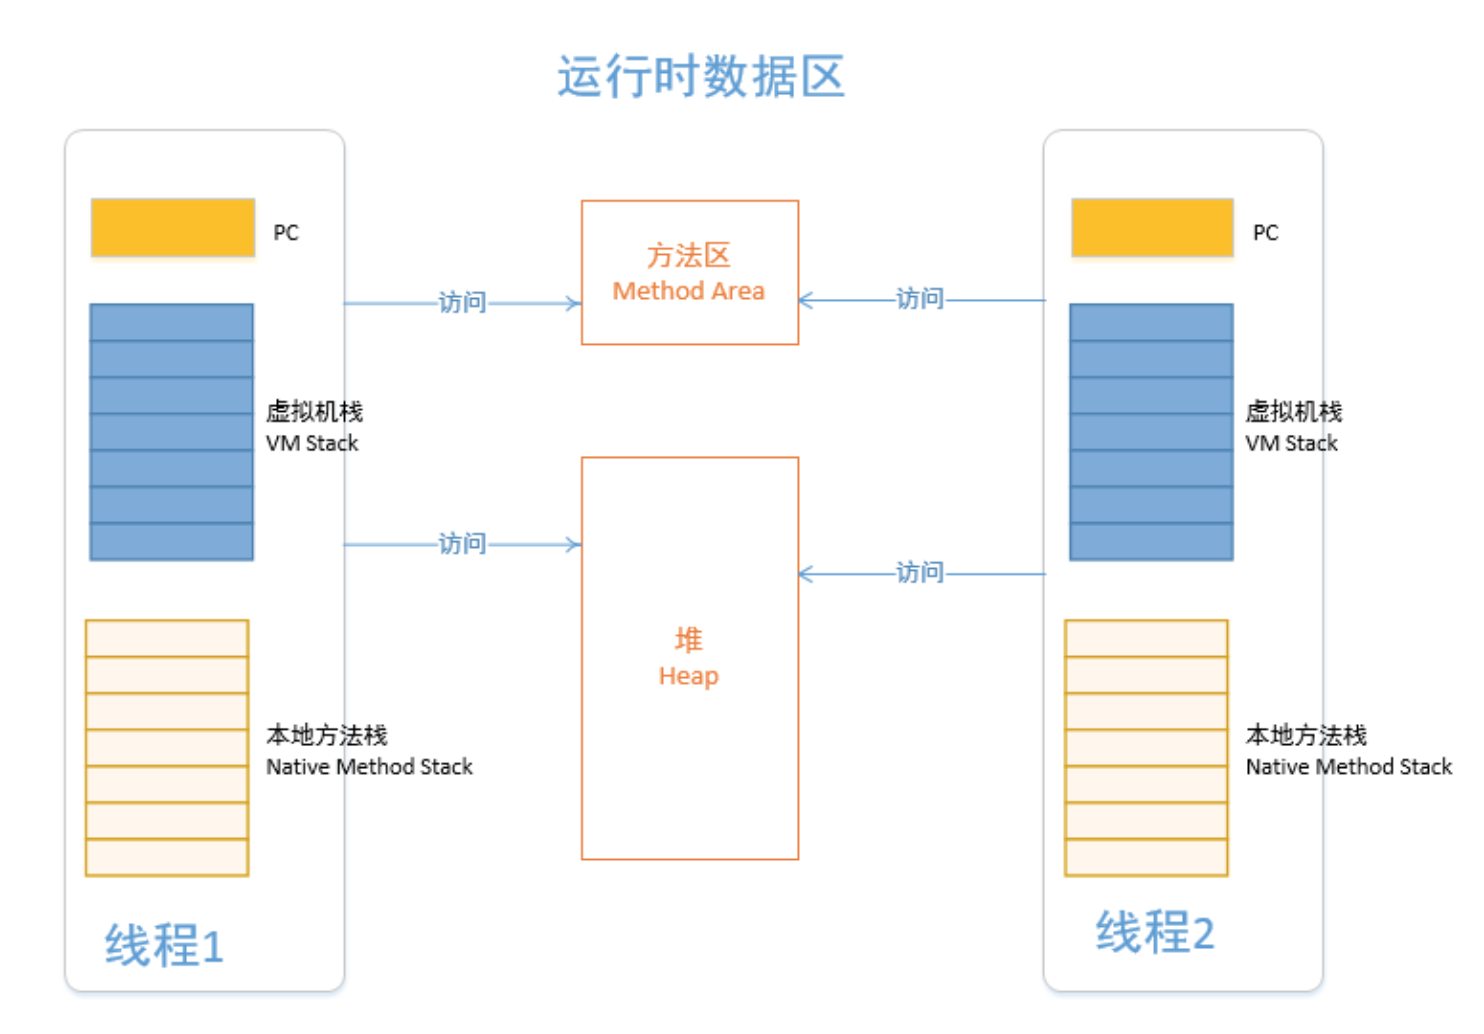 运行时数据区
PC
虚拟机栈
VM Stack
本地方法栈
Native Method Stack
线程1
访问
访问
方法区
Method Area
堆
Heap
访问
访问
PC
虚拟机栈
VM Stack
本地方法栈
Native Method Stack
线程2